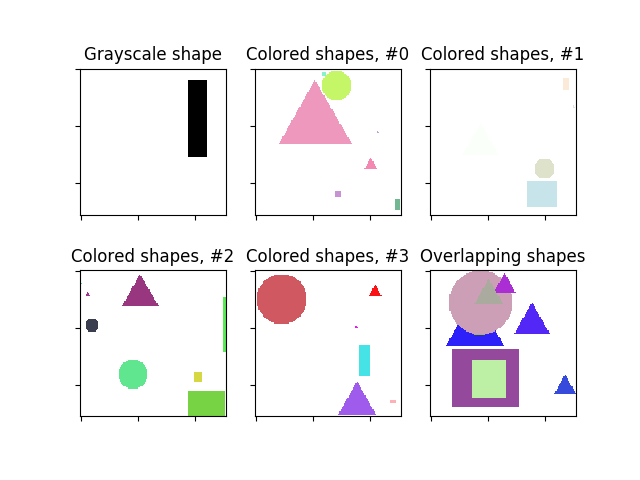 Grayscale shape
Colored shapes, #0
Colored shapes, #1
Colored shapes, #2
Colored shapes, #3
Overlapping shapes